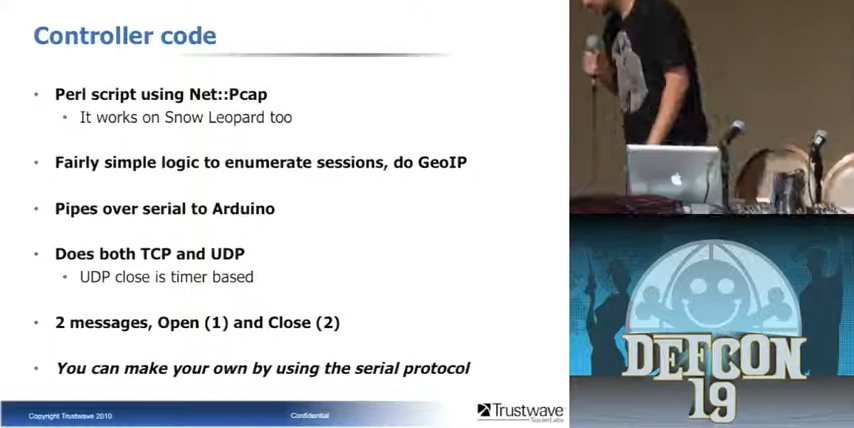 Controller code
• Perl script using Net::Pcap
• It works on Snow Leopard too
• Fairly simple logic to enumerate sessions, do GeoIP
• Pipes over serial to Arduino
• Does both TCP and UDP
• UDP close is timer based
• 2 messages, Open (1) and Close (2)
• You can make your own by using the serial protocol
Copyright Trustwave 2010
Confidential
Trustwave
SpiderLabs
DEFCON
19